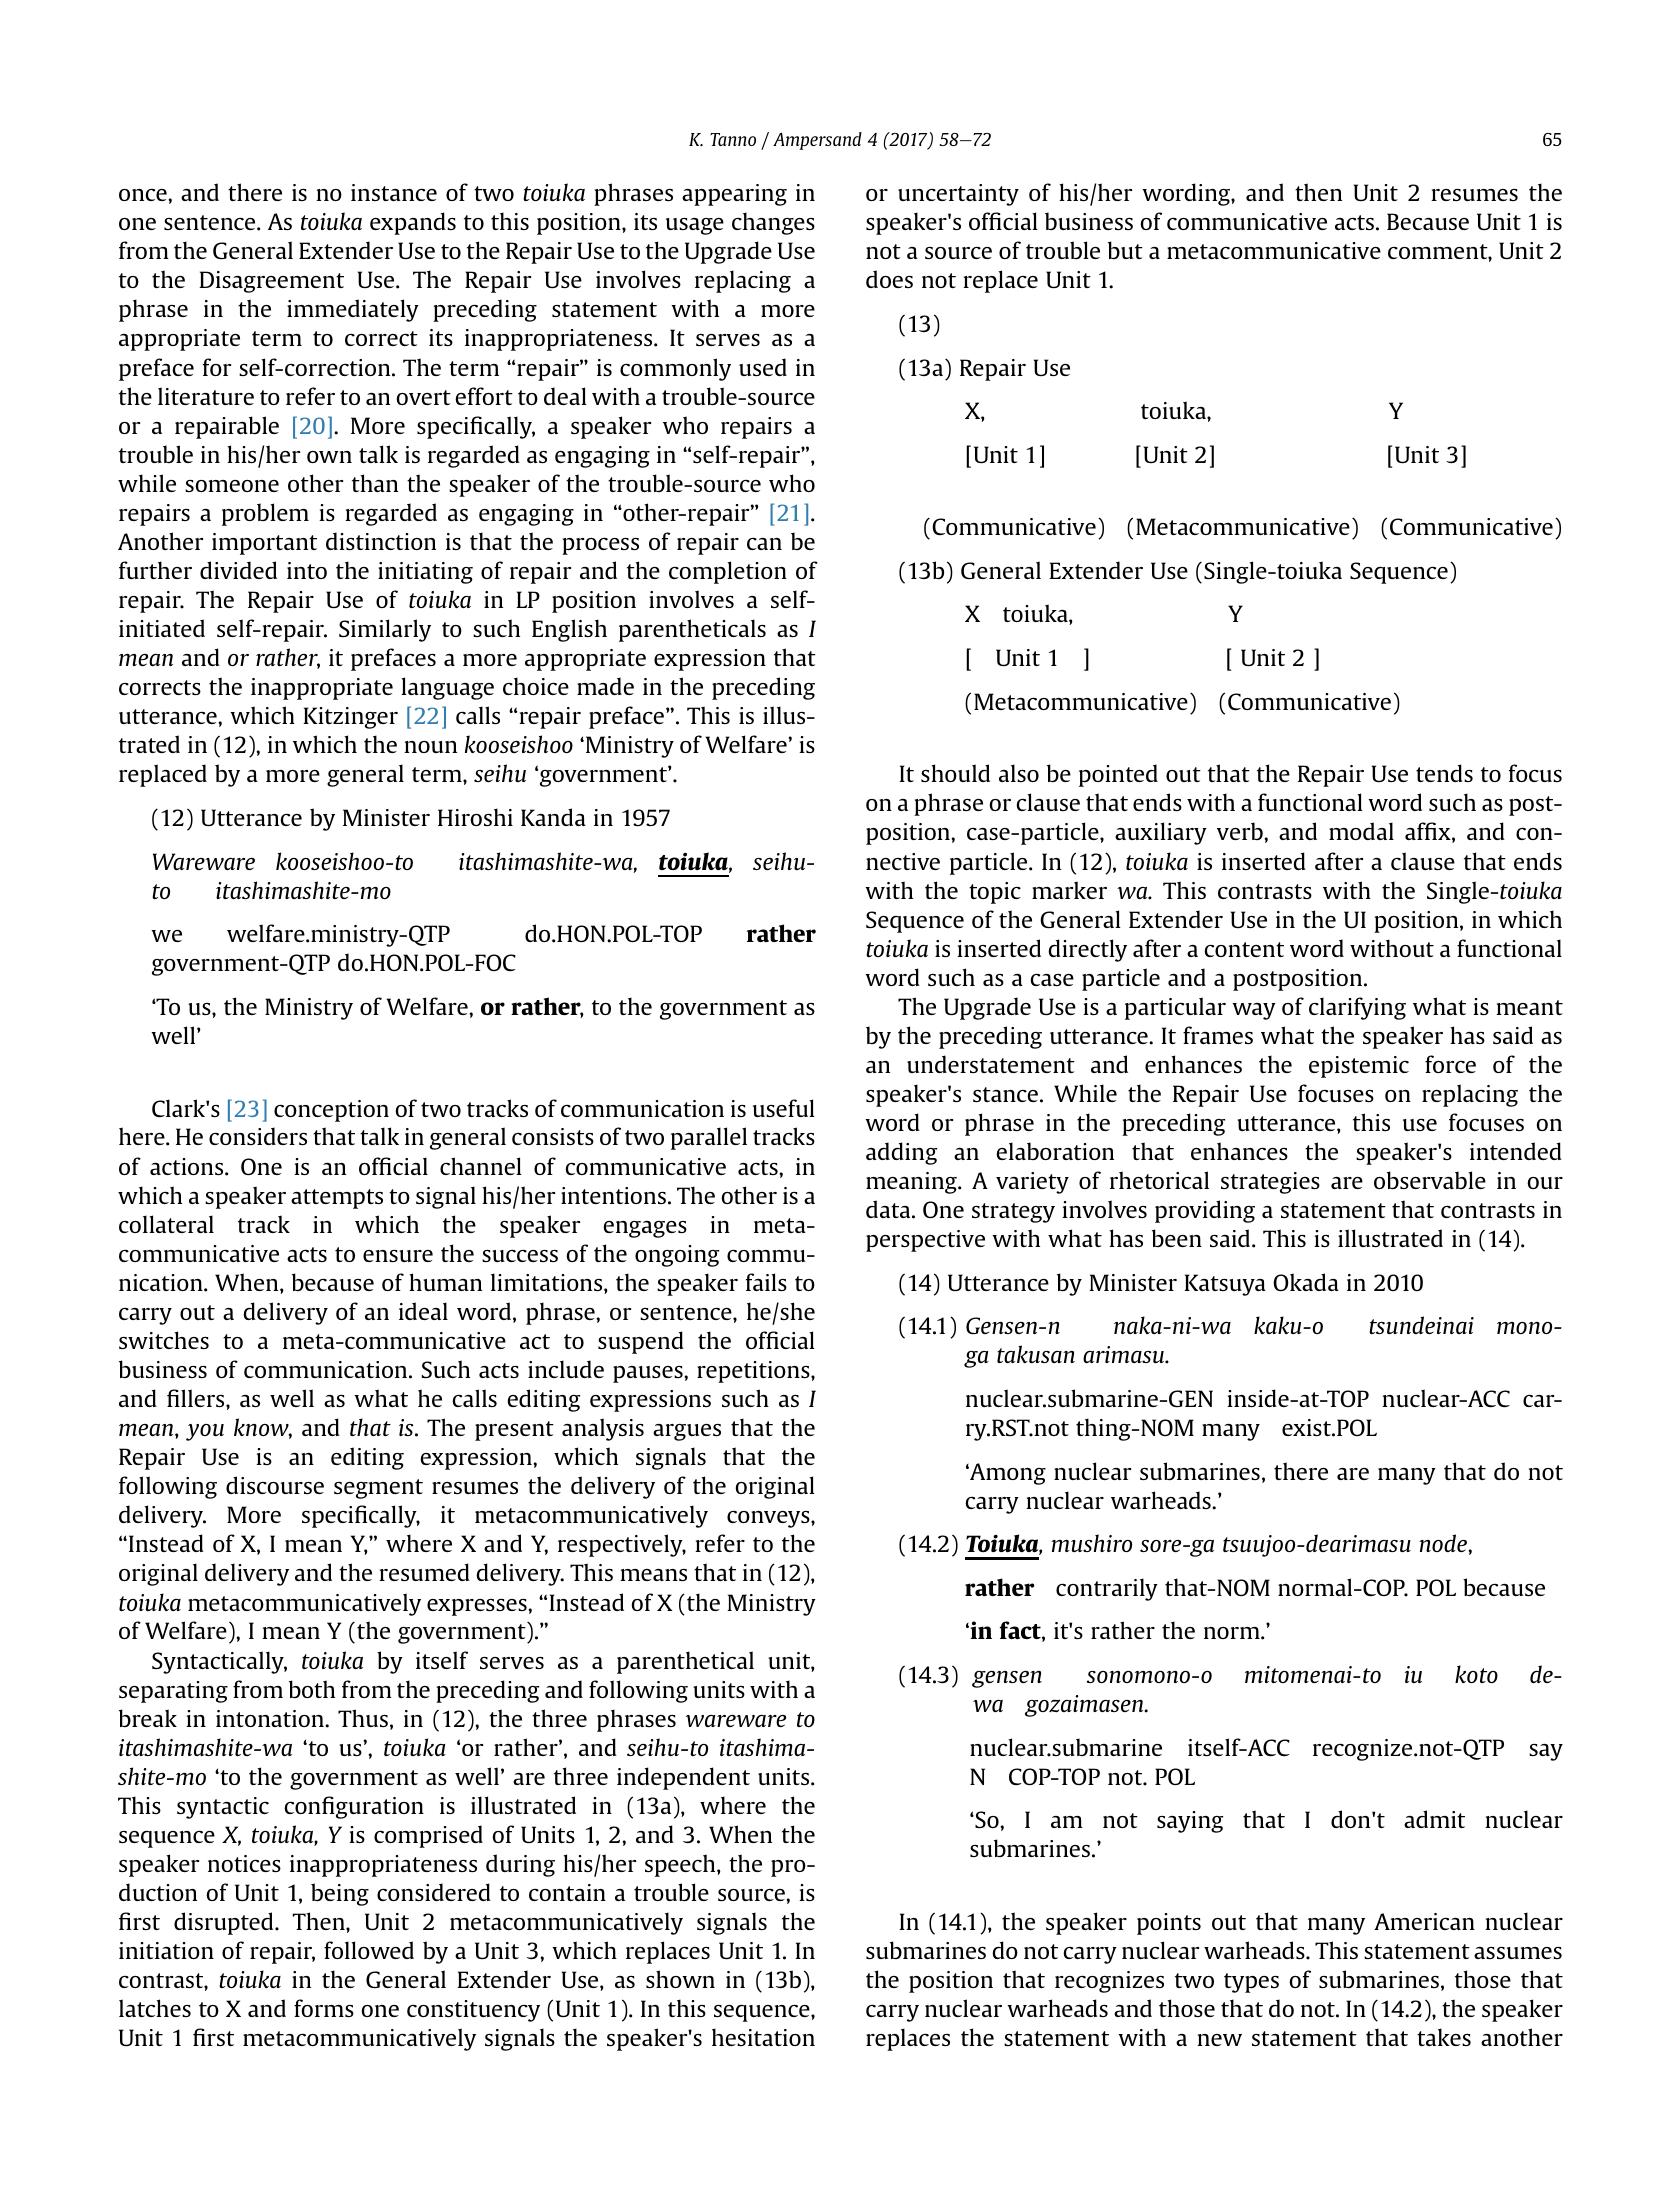 K. Tanno / Ampersand 4 (2017) 58–72
65
once, and there is no instance of two toiuka phrases appearing in
one sentence. As toiuka expands to this position, its usage changes
from the General Extender Use to the Repair Use to the Upgrade Use
to the Disagreement Use. The Repair Use involves replacing a
phrase in the immediately preceding statement with a more
appropriate term to correct its inappropriateness. It serves as a
preface for self-correction. The term “repair” is commonly used in
the literature to refer to an overt effort to deal with a trouble-source
or a repairable [20]. More specifically, a speaker who repairs a
trouble in his/her own talk is regarded as engaging in “self-repair”,
while someone other than the speaker of the trouble-source who
repairs a problem is regarded as engaging in “other-repair” [21].
Another important distinction is that the process of repair can be
further divided into the initiating of repair and the completion of
repair. The Repair Use of toiuka in LP position involves a self-
initiated self-repair. Similarly to such English parentheticals as I
mean and or rather, it prefaces a more appropriate expression that
corrects the inappropriate language choice made in the preceding
utterance, which Kitzinger [22] calls “repair preface”. This is illus-
trated in (12), in which the noun kooseishoo ‘Ministry of Welfare’ is
replaced by a more general term, seihu ‘government’.
(12) Utterance by Minister Hiroshi Kanda in 1957
Wareware kooseishoo-to itashimashite-wa, toiuka, seihu-
to itashimashite-mo
we welfare.ministry-QTP do.HON.POL-TOP rather
government-QTP do.HON.POL-FOC
‘To us, the Ministry of Welfare, or rather, to the government as
well’
Clark's [23] conception of two tracks of communication is useful
here. He considers that talk in general consists of two parallel tracks
of actions. One is an official channel of communicative acts, in
which a speaker attempts to signal his/her intentions. The other is a
collateral track in which the speaker engages in meta-
communicative acts to ensure the success of the ongoing commu-
nication. When, because of human limitations, the speaker fails to
carry out a delivery of an ideal word, phrase, or sentence, he/she
switches to a meta-communicative act to suspend the official
business of communication. Such acts include pauses, repetitions,
and fillers, as well as what he calls editing expressions such as I
mean, you know, and that is. The present analysis argues that the
Repair Use is an editing expression, which signals that the
following discourse segment resumes the delivery of the original
delivery. More specifically, it metacommunicatively conveys,
“Instead of X, I mean Y,” where X and Y, respectively, refer to the
original delivery and the resumed delivery. This means that in (12),
toiuka metacommunicatively expresses, “Instead of X (the Ministry
of Welfare), I mean Y (the government).”
Syntactically, toiuka by itself serves as a parenthetical unit,
separating from both from the preceding and following units with a
break in intonation. Thus, in (12), the three phrases wareware to
itashimashite-wa ‘to us’, toiuka ‘or rather’, and seihu-to itashima-
shite-mo ‘to the government as well’ are three independent units.
This syntactic configuration is illustrated in (13a), where the
sequence X, toiuka, Y is comprised of Units 1, 2, and 3. When the
speaker notices inappropriateness during his/her speech, the pro-
duction of Unit 1, being considered to contain a trouble source, is
first disrupted. Then, Unit 2 metacommunicatively signals the
initiation of repair, followed by a Unit 3, which replaces Unit 1. In
contrast, toiuka in the General Extender Use, as shown in (13b),
latches to X and forms one constituency (Unit 1). In this sequence,
Unit 1 first metacommunicatively signals the speaker's hesitation
or uncertainty of his/her wording, and then Unit 2 resumes the
speaker's official business of communicative acts. Because Unit 1 is
not a source of trouble but a metacommunicative comment, Unit 2
does not replace Unit 1.
(13)
(13a) Repair Use
X, toiuka, Y
[Unit 1] [Unit 2] [Unit 3]
(Communicative) (Metacommunicative) (Communicative)
(13b) General Extender Use (Single-toiuka Sequence)
X toiuka, Y
[ Unit 1 ] [ Unit 2 ]
(Metacommunicative) (Communicative)
It should also be pointed out that the Repair Use tends to focus
on a phrase or clause that ends with a functional word such as post-
position, case-particle, auxiliary verb, and modal affix, and con-
nective particle. In (12), toiuka is inserted after a clause that ends
with the topic marker wa. This contrasts with the Single-toiuka
Sequence of the General Extender Use in the UI position, in which
toiuka is inserted directly after a content word without a functional
word such as a case particle and a postposition.
The Upgrade Use is a particular way of clarifying what is meant
by the preceding utterance. It frames what the speaker has said as
an understatement and enhances the epistemic force of the
speaker's stance. While the Repair Use focuses on replacing the
word or phrase in the preceding utterance, this use focuses on
adding an elaboration that enhances the speaker's intended
meaning. A variety of rhetorical strategies are observable in our
data. One strategy involves providing a statement that contrasts in
perspective with what has been said. This is illustrated in (14).
(14) Utterance by Minister Katsuya Okada in 2010
(14.1) Gensen-n naka-ni-wa kaku-o tsundeinai mono-
ga takusan arimasu.
nuclear.submarine-GEN inside-at-TOP nuclear-ACC car-
ry.RST.not thing-NOM many exist.POL
‘Among nuclear submarines, there are many that do not
carry nuclear warheads.’
(14.2) Toiuka, mushiro sore-ga tsuujoo-dearimasu node,
rather contrarily that-NOM normal-COP. POL because
‘in fact, it's rather the norm.’
(14.3) gensen sonomono-o mitomenai-to iu koto de-
wa gozaimasen.
nuclear.submarine itself-ACC recognize.not-QTP say
N COP-TOP not. POL
‘So, I am not saying that I don't admit nuclear
submarines.’
In (14.1), the speaker points out that many American nuclear
submarines do not carry nuclear warheads. This statement assumes
the position that recognizes two types of submarines, those that
carry nuclear warheads and those that do not. In (14.2), the speaker
replaces the statement with a new statement that takes another